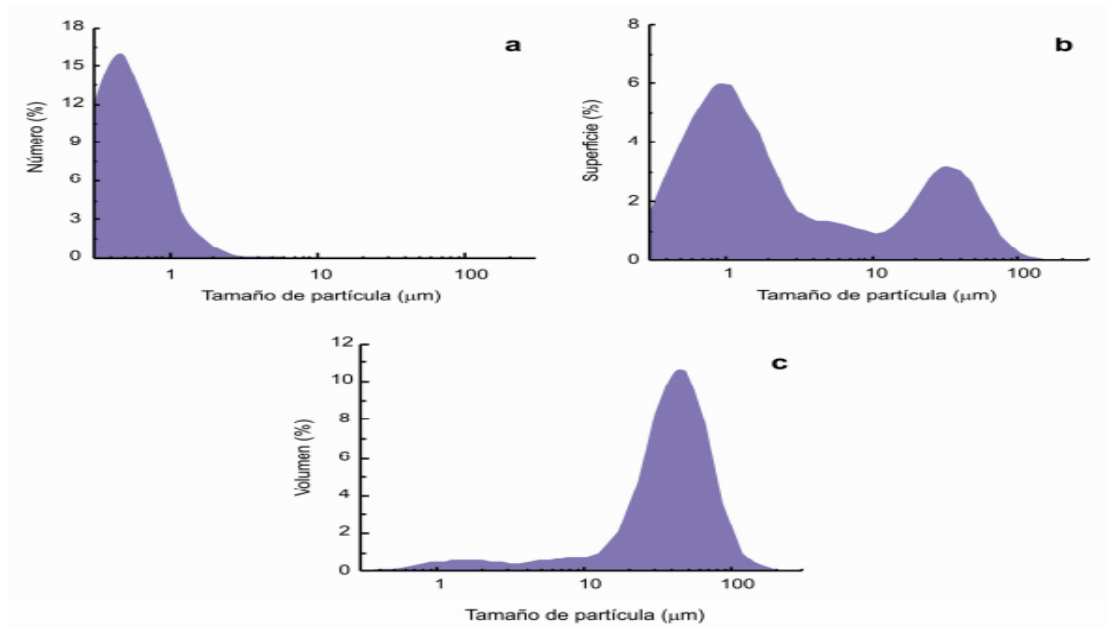 a
Número (%)
18
15
12
9
6
3
0
1 10 100
Tamaño de partícula (μm)
b
Superficie (%)
8
6
4
2
0
1 10 100
Tamaño de partícula (μm)
c
Volumen (%)
12
10
8
6
4
2
0
1 10 100
Tamaño de partícula (μm)